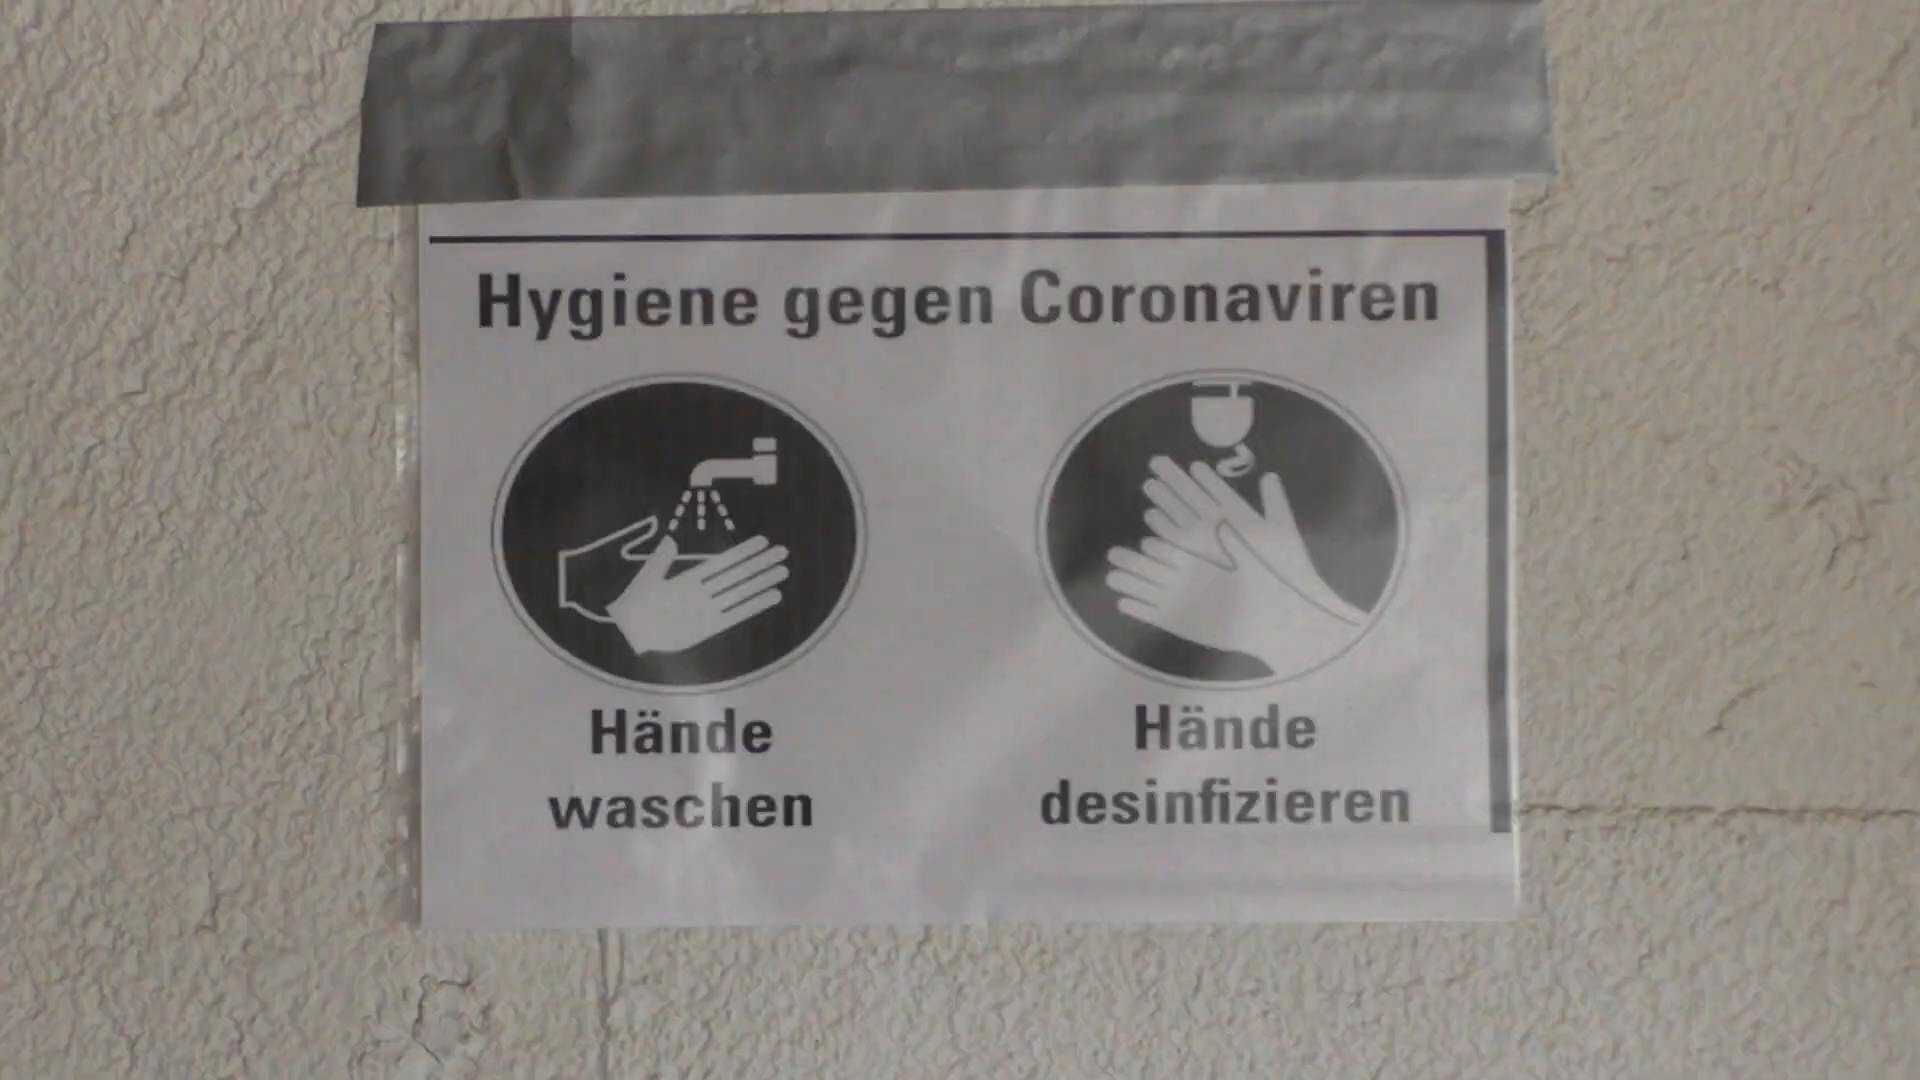 Hygiene gegen Coronaviren
Hände
waschen
Hände
desinfizieren